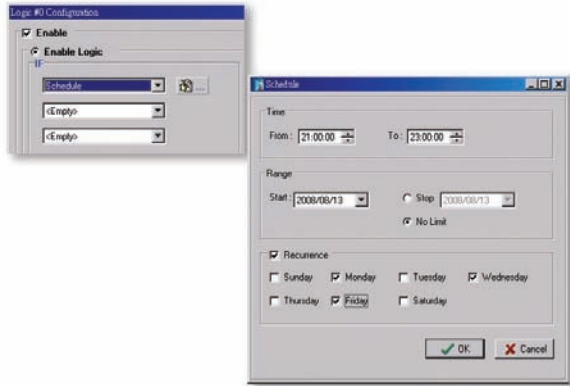 Logic #0 Configuration
Enable
Enable Logic
IF
Schedule
...
<Empty>
<Empty>
Schedule
Time
From : 21:00:00 To : 23:00:00
Range
Start : 2008/08/13 Stop 2008/08/13
No Limit
Recurrence
Sunday Monday Tuesday Wednesday
Thursday Friday Saturday
OK Cancel